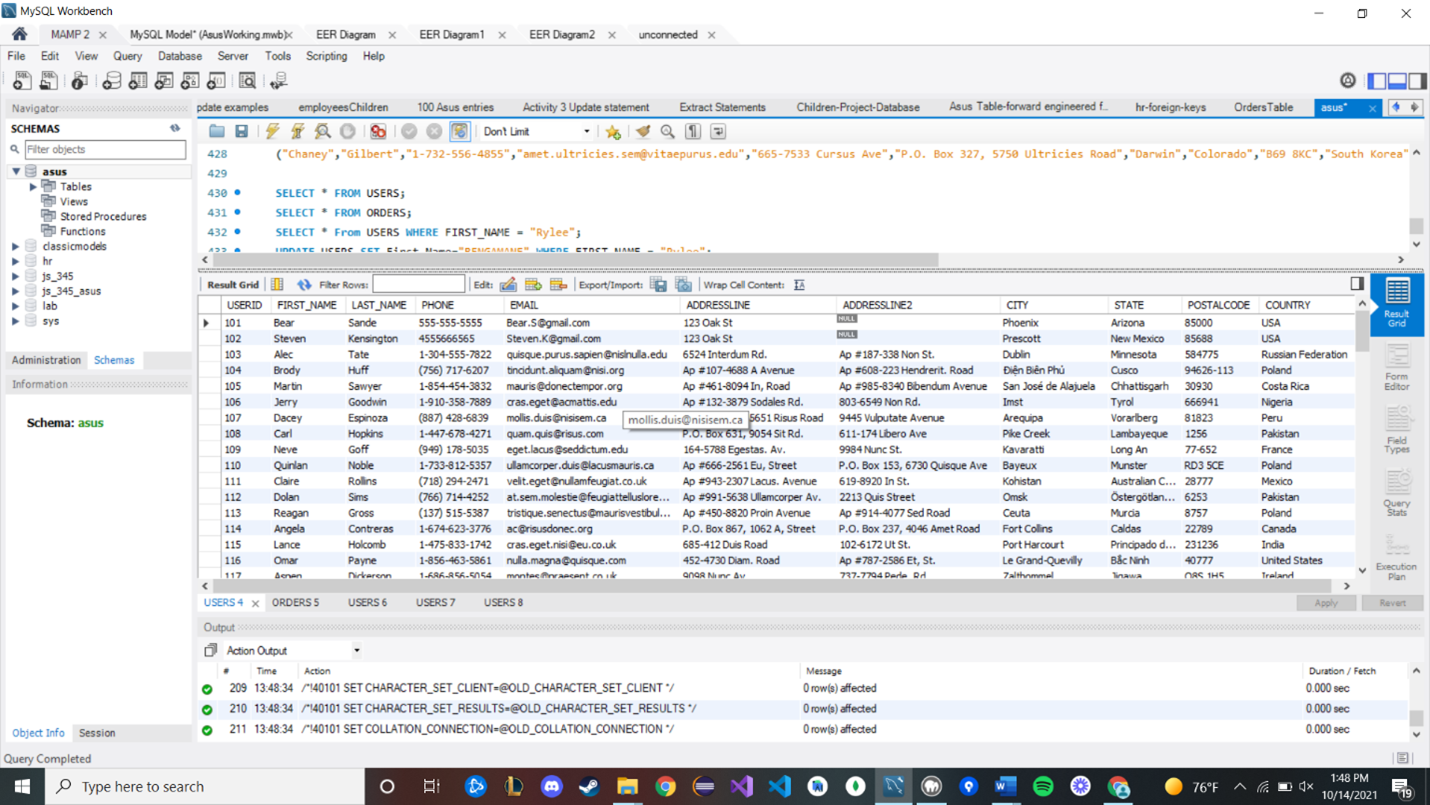 MySQL Workbench
MAMP 2 MySQL Model* (AsusWorking.mwb) EER Diagram EER Diagram1 EER Diagram2 unconnected
File Edit View Query Database Server Tools Scripting Help
Navigator pdate examples employeesChildren 100 Asus entries Activity 3 Update statement Extract Statements Children-Project-Database Asus Table-forward engineered f.. hr-foreign-keys OrdersTable asus*
SCHEMAS
Filter objects
asus
Tables
Views
Stored Procedures
Functions
classicmodels
hr
js_345
js_345_asus
lab
sys
Administration Schemas
Information
Schema: asus
Object Info Session
Query Completed
Don't Limit
428 ("Chaney","Gilbert","1-732-556-4855","amet.ultricies.sem@vitaepurus.edu","665-7533 Cursus Ave","P.O. Box 327, 5750 Ultricies Road","Darwin","Colorado","B69 8KC","South Korea"
429
430 SELECT * FROM USERS;
431 SELECT * FROM ORDERS;
432 SELECT * From USERS WHERE FIRST_NAME = "Rylee";
Result Grid Filter Rows: Edit: Export/Import: Wrap Cell Content:
USERID FIRST_NAME LAST_NAME PHONE EMAIL ADDRESSLINE ADDRESSLINE2 CITY STATE POSTALCODE COUNTRY
101 Bear Sande 555-555-5555 Bear.S@gmail.com 123 Oak St NULL Phoenix Arizona 85000 USA
102 Steven Kensington 4555666565 Steven.K@gmail.com 123 Oak St NULL Prescott New Mexico 85688 USA
103 Alec Tate 1-304-555-7822 quisque.purus.sapien@nislnulla.edu 6524 Interdum Rd. Ap #187-338 Non St. Dublin Minnesota 584775 Russian Federation
104 Brody Huff (756) 717-6207 tincidunt.aliquam@nisi.org Ap #107-4688 A Avenue Ap #608-223 Hendrerit. Road Điện Biên Phủ Cusco 94626-113 Poland
105 Martin Sawyer 1-854-454-3832 mauris@donectempor.org Ap #461-8094 In, Road Ap #985-8340 Bibendum Avenue San José de Alajuela Chhattisgarh 30930 Costa Rica
106 Jerry Goodwin 1-910-358-7889 cras.eget@acmattis.edu Ap #132-3879 Sodales Rd. 803-6549 Non Rd. Imst Tyrol 666941 Nigeria
107 Dacey Espinoza (887) 428-6839 mollis.duis@nisisem.ca mollis.duis@nisisem.ca 5651 Risus Road 9445 Vulputate Avenue Arequipa Vorarlberg 81823 Peru
108 Carl Hopkins 1-447-678-4271 quam.quis@risus.com P.O. Box 631, 9054 Sit Rd. 611-174 Libero Ave Pike Creek Lambayeque 1256 Pakistan
109 Neve Goff (949) 178-5035 eget.lacus@seddictum.edu 164-5788 Egestas. Av. 9984 Nunc St. Kavaratti Long An 77-652 France
110 Quinlan Noble 1-733-812-5357 ullamcorper.duis@lacusmauris.ca Ap #666-2561 Eu, Street P.O. Box 153, 6730 Quisque Ave Bayeux Munster RD3 5CE Poland
111 Claire Rollins (718) 294-2471 velit.eget@nullamfeugiat.co.uk Ap #943-2307 Lacus. Avenue 619-8920 In St. Kohistan Australian C... 28777 Mexico
112 Dolan Sims (766) 714-4252 at.sem.molestie@feugiattelluslore... Ap #991-5638 Ullamcorper Av. 2213 Quis Street Omsk Östergötlan... 6253 Pakistan
113 Reagan Gross (137) 515-5387 tristique.senectus@maurisvestibul... Ap #450-8820 Proin Avenue Ap #914-4077 Sed Road Ceuta Murcia 8757 Poland
114 Angela Contreras 1-674-623-3776 ac@risusdonec.org P.O. Box 867, 1062 A, Street P.O. Box 237, 4046 Amet Road Fort Collins Caldas 22789 Canada
115 Lance Holcomb 1-475-833-1742 cras.eget.nisi@eu.co.uk 685-412 Duis Road 102-6172 Ut St. Port Harcourt Principado d... 231236 India
116 Omar Payne 1-856-463-5861 nulla.magna@quisque.com 452-4730 Diam. Road Ap #787-2586 Et, St. Le Grand-Quevilly Bắc Ninh 40777 United States
117 Aspen Dickerson 1-686-856-5054 montes@praesent.co.uk 9098 Nunc Av. 737-7794 Pede. Rd. Zalthommel Jigawa O8S 1H5 Ireland
Result Grid
Form Editor
Field Types
Query Stats
Execution Plan
USERS 4 ORDERS 5 USERS 6 USERS 7 USERS 8 Apply Revert
Output
Action Output
# Time Action Message Duration / Fetch
209 13:48:34 /*!40101 SET CHARACTER_SET_CLIENT=@OLD_CHARACTER_SET_CLIENT */ 0 row(s) affected 0.000 sec
210 13:48:34 /*!40101 SET CHARACTER_SET_RESULTS=@OLD_CHARACTER_SET_RESULTS */ 0 row(s) affected 0.000 sec
211 13:48:34 /*!40101 SET COLLATION_CONNECTION=@OLD_COLLATION_CONNECTION */ 0 row(s) affected 0.000 sec
Type here to search 76°F 1:48 PM
10/14/2021 19